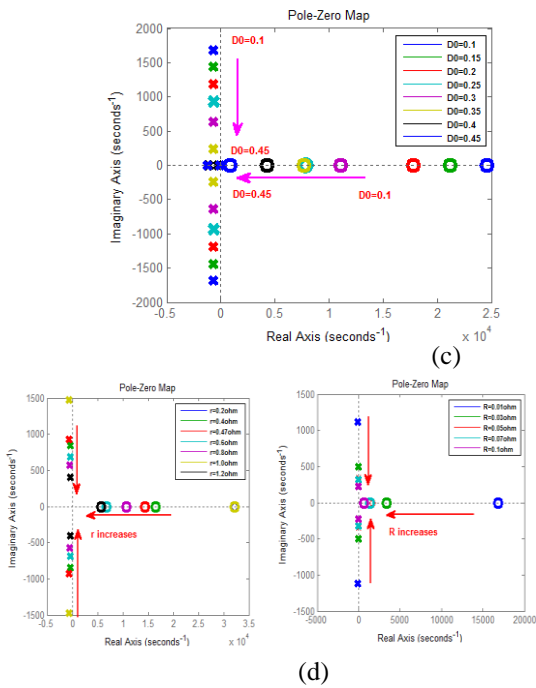 Pole-Zero Map
2000
1500
1000
500
0
-500
-1000
-1500
-2000
Imaginary Axis (seconds⁻¹)
D0=0.1
D0=0.45
D0=0.45
D0=0.1
D0=0.1
D0=0.15
D0=0.2
D0=0.25
D0=0.3
D0=0.35
D0=0.4
D0=0.45
-0.5 0 0.5 1 1.5 2 2.5
x 10⁴
Real Axis (seconds⁻¹)
(c)
Pole-Zero Map
1500
1000
500
0
-500
-1000
-1500
Imaginary Axis (seconds⁻¹)
r=0.2ohm
r=0.4ohm
r=0.47ohm
r=0.6ohm
r=0.8ohm
r=1.0ohm
r=1.2ohm
r increases
-0.5 0 0.5 1 1.5 2 2.5 3 3.5
x 10⁴
Real Axis (seconds⁻¹)
Pole-Zero Map
1500
1000
500
0
-500
-1000
-1500
Imaginary Axis (seconds⁻¹)
R=0.01ohm
R=0.03ohm
R=0.05ohm
R=0.07ohm
R=0.1ohm
R increases
-5000 0 5000 10000 15000 20000
Real Axis (seconds⁻¹)
(d)